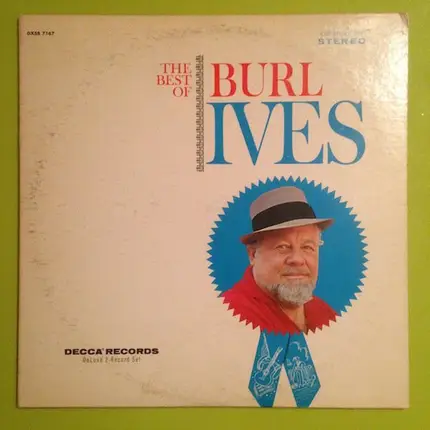 DXSB 7167
STEREO
THE
BEST
OF
BURL
IVES
DECCA RECORDS
DeLuxe 2-Record Set